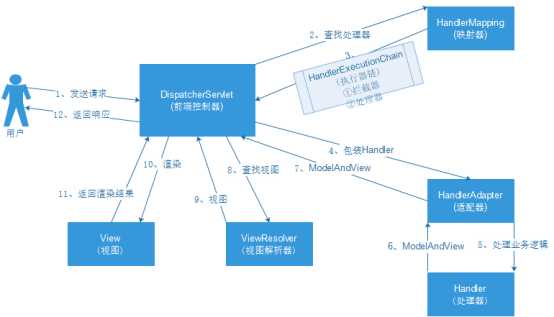 2、查找处理器
HandlerMapping
(映射器)
3、
HandlerExecutionChain
(执行器链)
①拦截器
②处理器
DispatcherServlet
(前端控制器)
1、发送请求
12、返回响应
用户
4、包装Handler
7、ModelAndView
10、渲染
8、查找视图
11、返回渲染结果
9、视图
HandlerAdapter
(适配器)
View
(视图)
ViewResolver
(视图解析器)
6、ModelAndView
5、处理业务逻辑
Handler
(处理器)